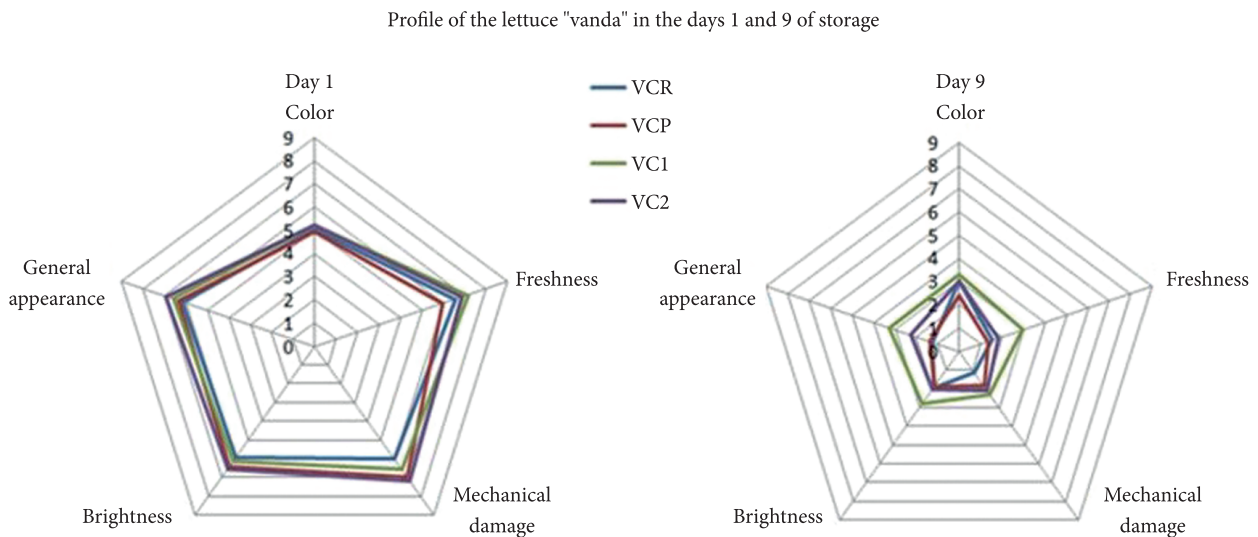 Profile of the lettuce "vanda" in the days 1 and 9 of storage
Day 1
Color
9
8
7
6
5
4
3
2
1
0
General
appearance
Freshness
Brightness
Mechanical
damage
VCR
VCP
VC1
VC2
Day 9
Color
9
8
7
6
5
4
3
2
1
0
General
appearance
Freshness
Brightness
Mechanical
damage